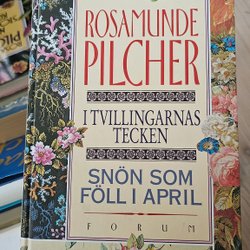 ROSAMUNDE
PILCHER
I TVILLINGARNAS
TECKEN
SNÖN SOM
FÖLL I APRIL
FORUM